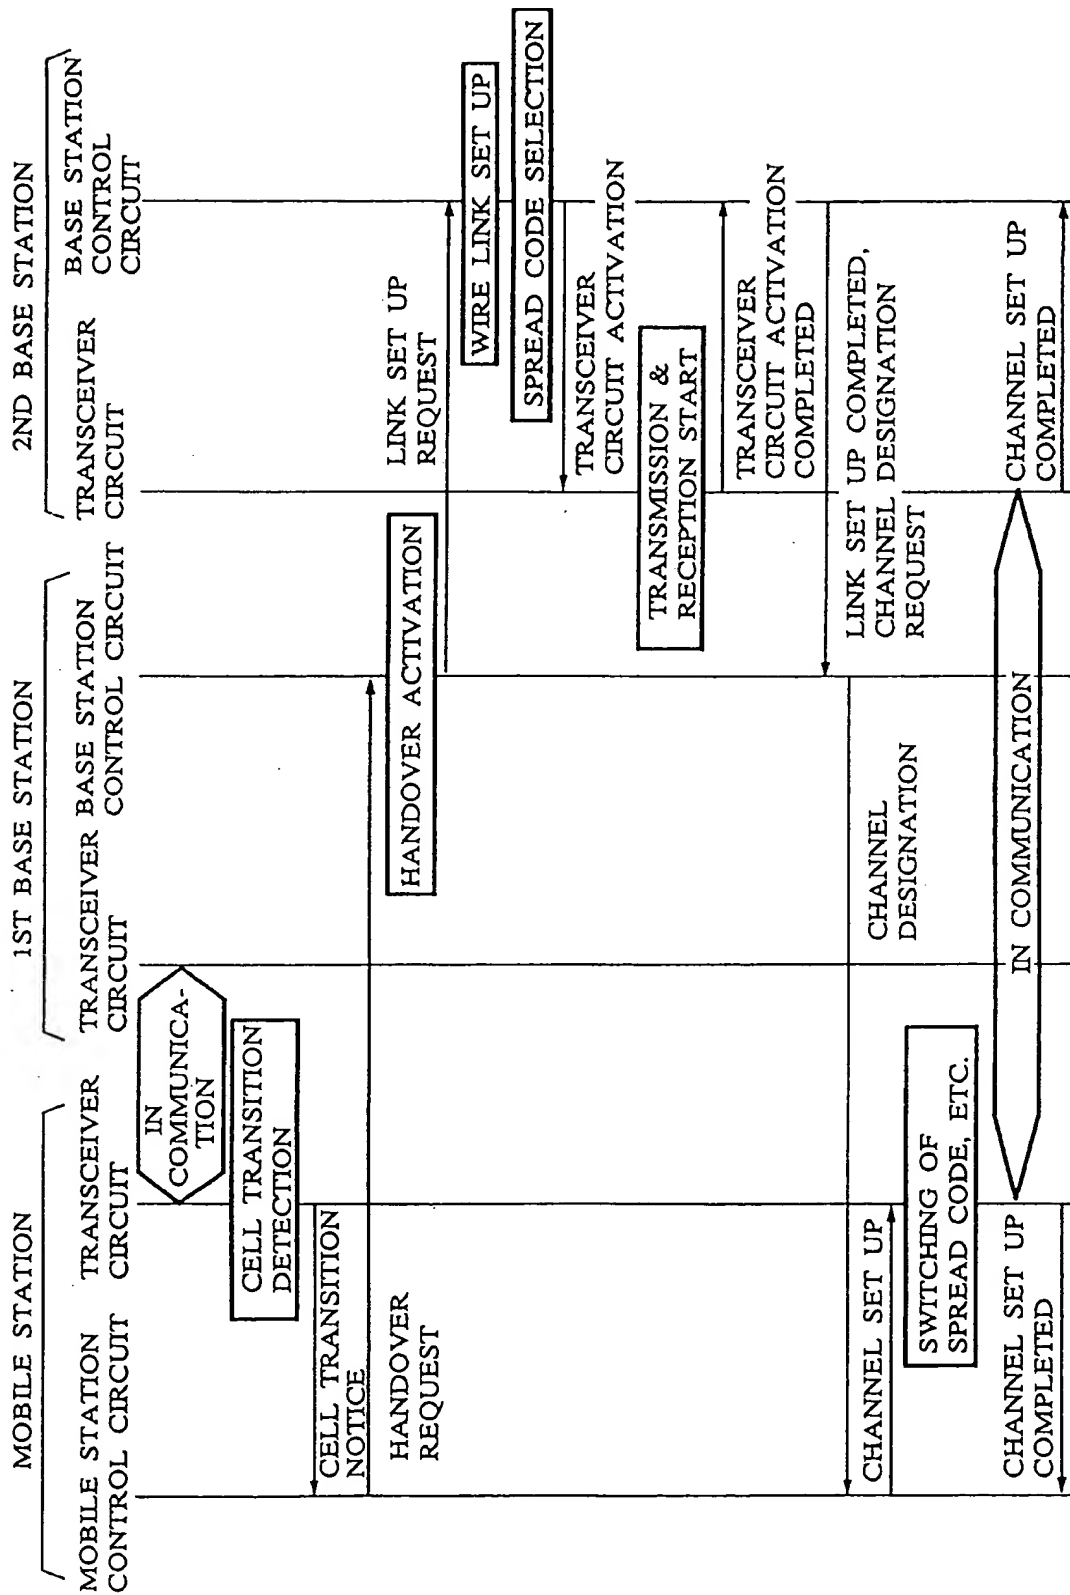 MOBILE STATION
1ST BASE STATION
2ND BASE STATION
MOBILE STATION
CONTROL CIRCUIT
TRANSCEIVER
CIRCUIT
TRANSCEIVER
CIRCUIT
BASE STATION
CONTROL CIRCUIT
TRANSCEIVER
CIRCUIT
BASE STATION
CONTROL
CIRCUIT
IN
COMMUNICA-
TION
CELL TRANSITION
DETECTION
CELL TRANSITION
NOTICE
HANDOVER
REQUEST
HANDOVER ACTIVATION
LINK SET UP
REQUEST
WIRE LINK SET UP
SPREAD CODE SELECTION
TRANSCEIVER
CIRCUIT ACTIVATION
TRANSMISSION &
RECEPTION START
TRANSCEIVER
CIRCUIT ACTIVATION
COMPLETED
LINK SET UP COMPLETED,
CHANNEL DESIGNATION
REQUEST
CHANNEL
DESIGNATION
CHANNEL SET UP
SWITCHING OF
SPREAD CODE, ETC.
IN COMMUNICATION
CHANNEL SET UP
COMPLETED
CHANNEL SET UP
COMPLETED